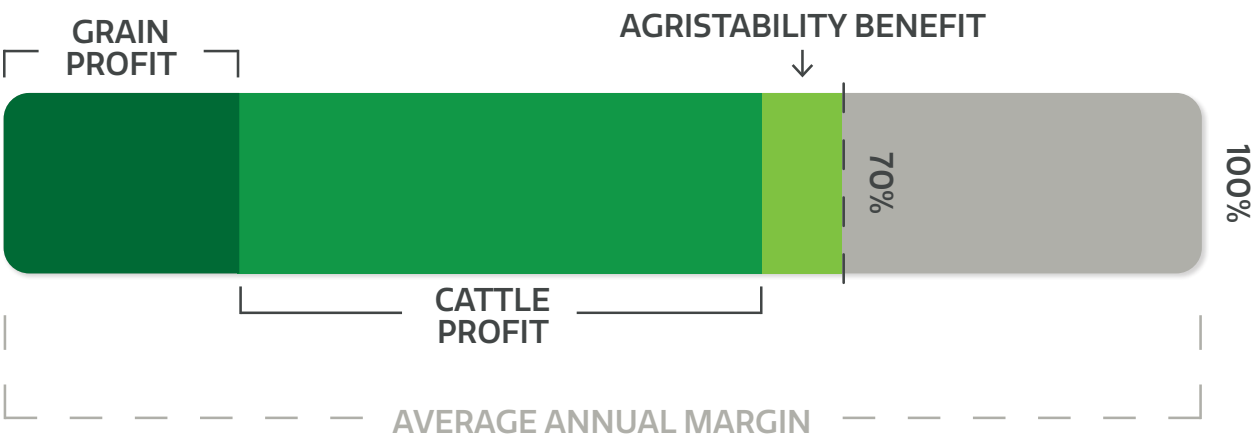 GRAIN
PROFIT
AGRISTABILITY BENEFIT
70%
100%
CATTLE
PROFIT
AVERAGE ANNUAL MARGIN